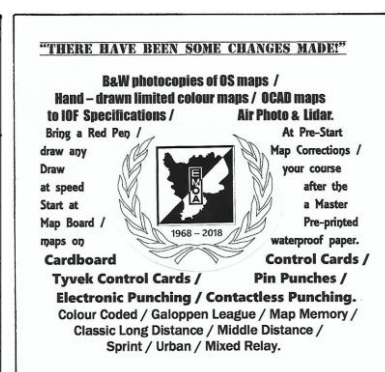 "THERE HAVE BEEN SOME CHANGES MADE!"
B&W photocopies of OS maps /
Hand – drawn limited colour maps / OCAD maps
to IOF Specifications / Air Photo & Lidar.
Bring a Red Pen / At Pre-Start
draw any Map Corrections /
Draw your course
at speed after the
Start at a Master
Map Board / Pre-printed
maps on waterproof paper.
EMOA
1968 – 2018
Cardboard Control Cards /
Tyvek Control Cards / Pin Punches /
Electronic Punching / Contactless Punching.
Colour Coded / Galoppen League / Map Memory /
Classic Long Distance / Middle Distance /
Sprint / Urban / Mixed Relay.